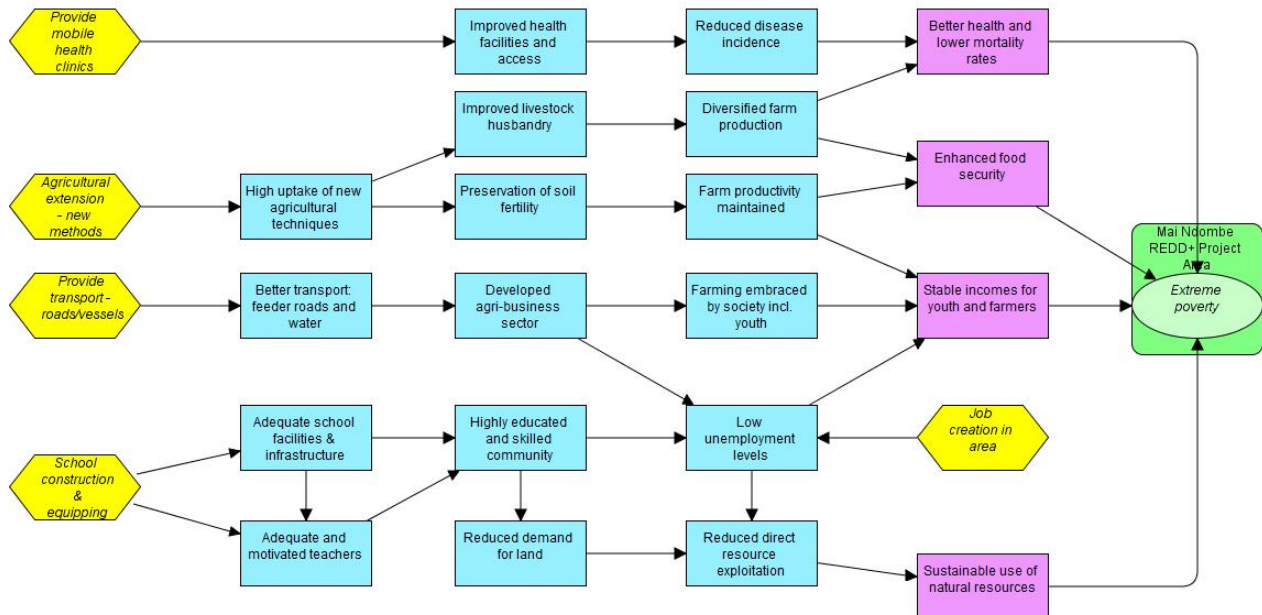 Provide
mobile
health
clinics
Improved health
facilities and
access
Reduced disease
incidence
Better health and
lower mortality
rates
Improved livestock
husbandry
Diversified farm
production
Enhanced food
security
Agricultural
extension
- new
methods
High uptake of new
agricultural
techniques
Preservation of soil
fertility
Farm productivity
maintained
Mai Ndombe
REDD+ Project
Area
Extreme
poverty
Provide
transport-
roads/vessels
Better transport:
feeder roads and
water
Developed
agri-business
sector
Farming embraced
by society incl.
youth
Stable incomes for
youth and farmers
Adequate school
facilities &
infrastructure
Highly educated
and skilled
community
Low
unemployment
levels
Job
creation in
area
School
construction
&
equipping
Adequate and
motivated teachers
Reduced demand
for land
Reduced direct
resource
exploitation
Sustainable use of
natural resources